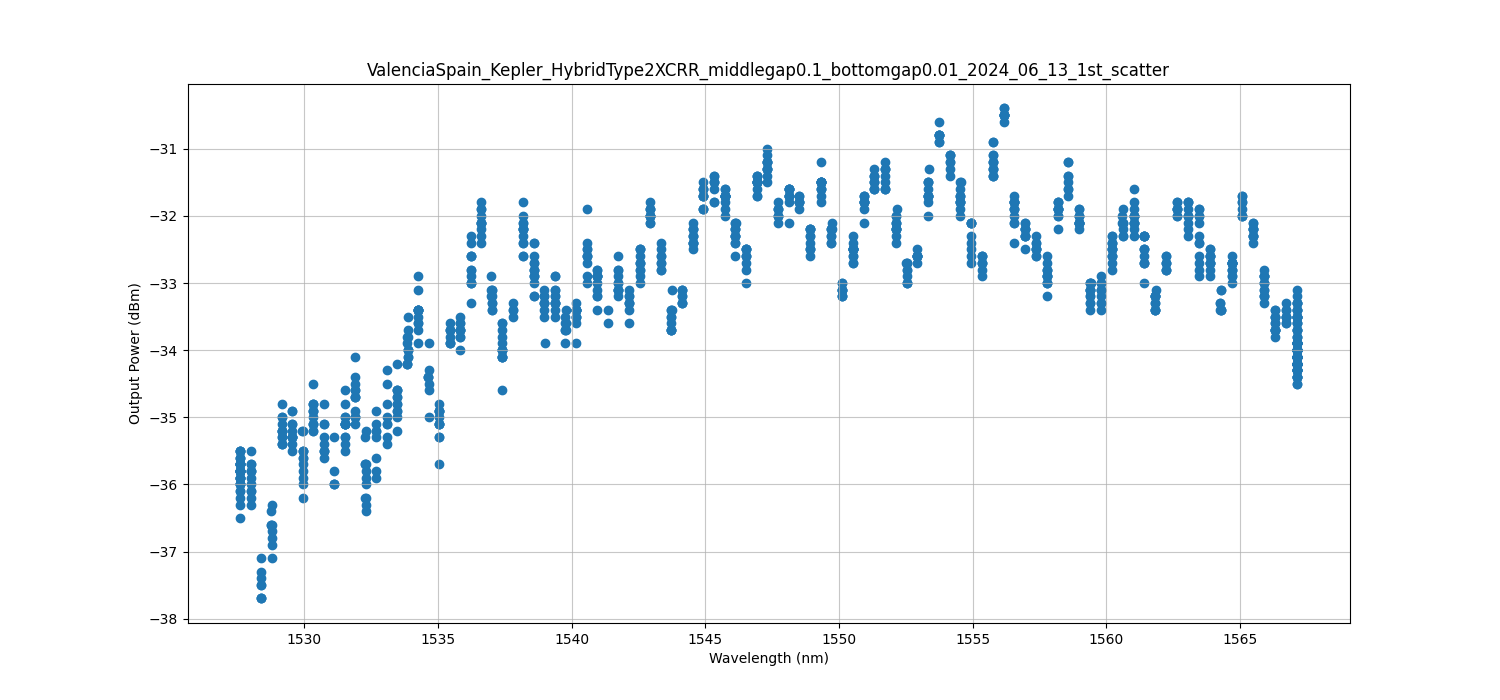 ValenciaSpain_Kepler_HybridType2XCRR_middlegap0.1_bottomgap0.01_2024_06_13_1st_scatter
−31
−32
−33
−34
−35
−36
−37
−38
Output Power (dBm)
1530 1535 1540 1545 1550 1555 1560 1565
Wavelength (nm)